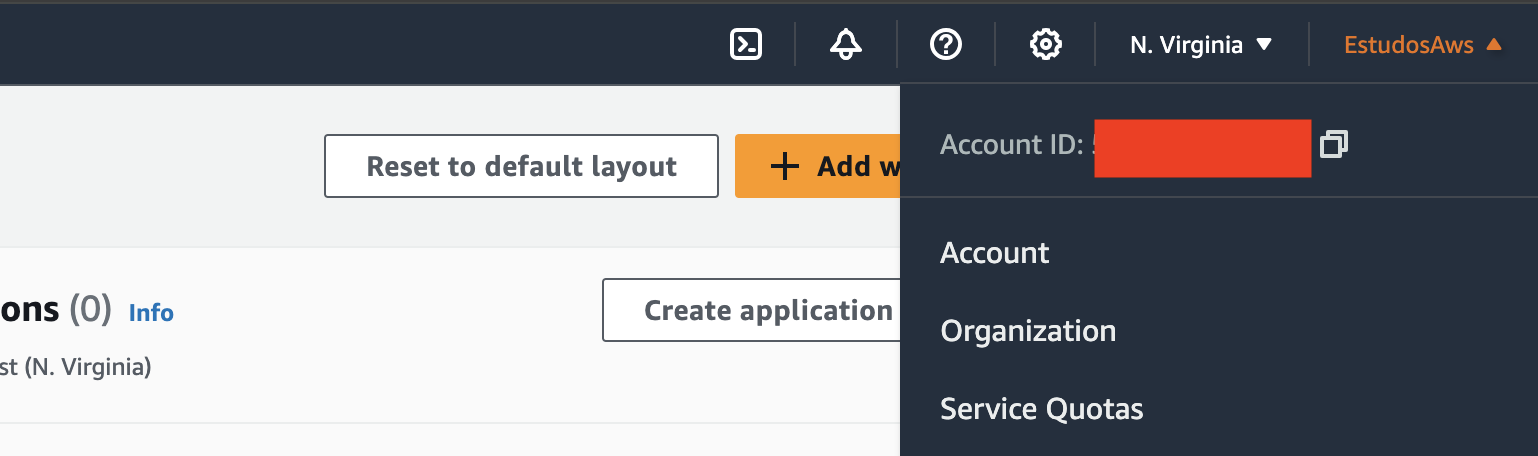 N. Virginia
EstudosAws
Reset to default layout
Add w
Account ID:
Account
ons (0) Info
Create application
Organization
st (N. Virginia)
Service Quotas